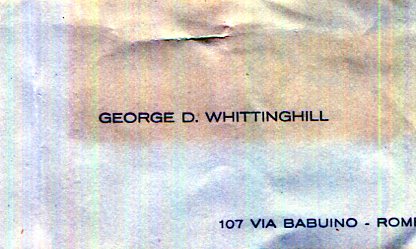 GEORGE D. WHITTINGHILL
107 VIA BABUINO - ROM